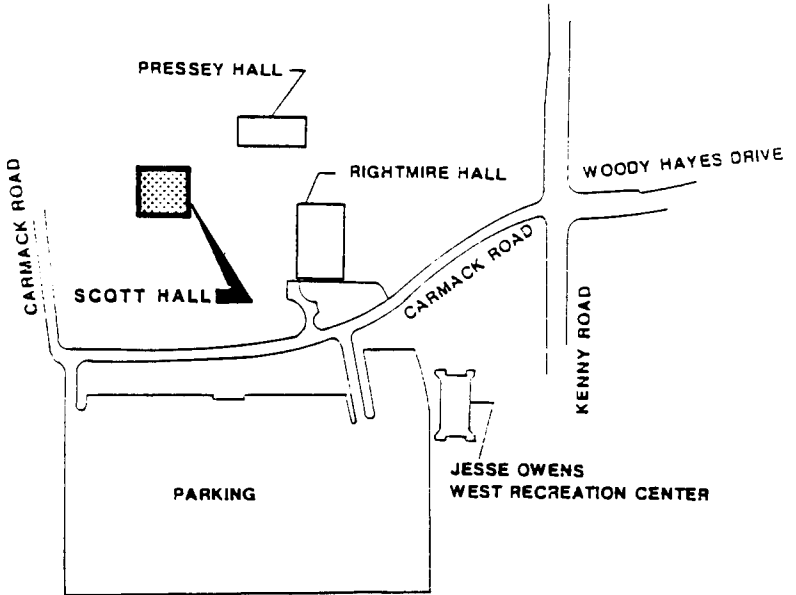 PRESSEY HALL
WOODY HAYES DRIVE
CARMACK ROAD
RIGHTMIRE HALL
CARMACK ROAD
SCOTT HALL
KENNY ROAD
JESSE OWENS
WEST RECREATION CENTER
PARKING